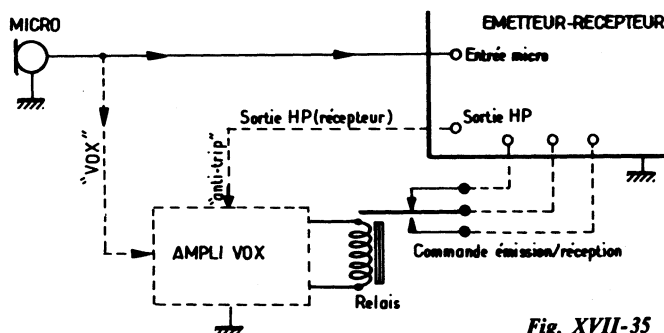 MICRO
EMETTEUR-RECEPTEUR
Entrée micro
Sortie HP (récepteur)
Sortie HP
"VOX"
"anti-trip"
AMPLI VOX
Commande émission/réception
Relais
Fig. XVII-35